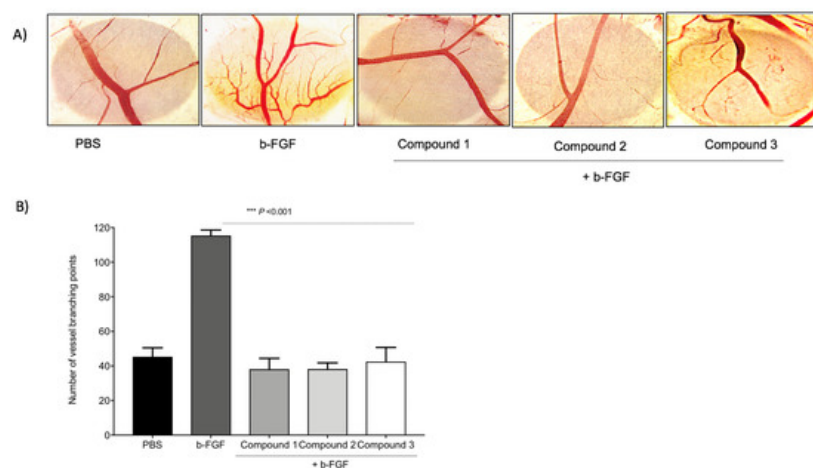 A)
PBS
b-FGF
Compound 1
Compound 2
Compound 3
+ b-FGF
B)
*** P <0.001
Number of vessel branching points
120
100
80
60
40
20
0
PBS
b-FGF
Compound 1
Compound 2
Compound 3
+ b-FGF